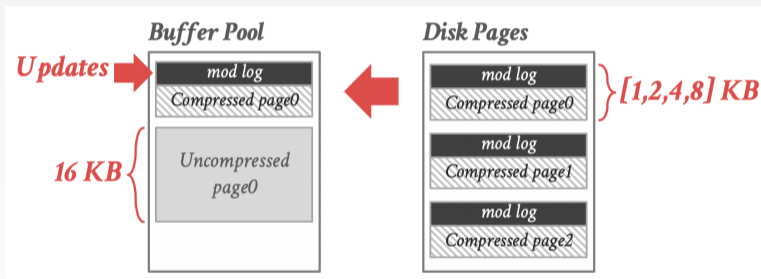 Buffer Pool
Updates
mod log
Compressed page0
16 KB
Uncompressed
page0
Disk Pages
mod log
Compressed page0
[1,2,4,8] KB
mod log
Compressed page1
mod log
Compressed page2